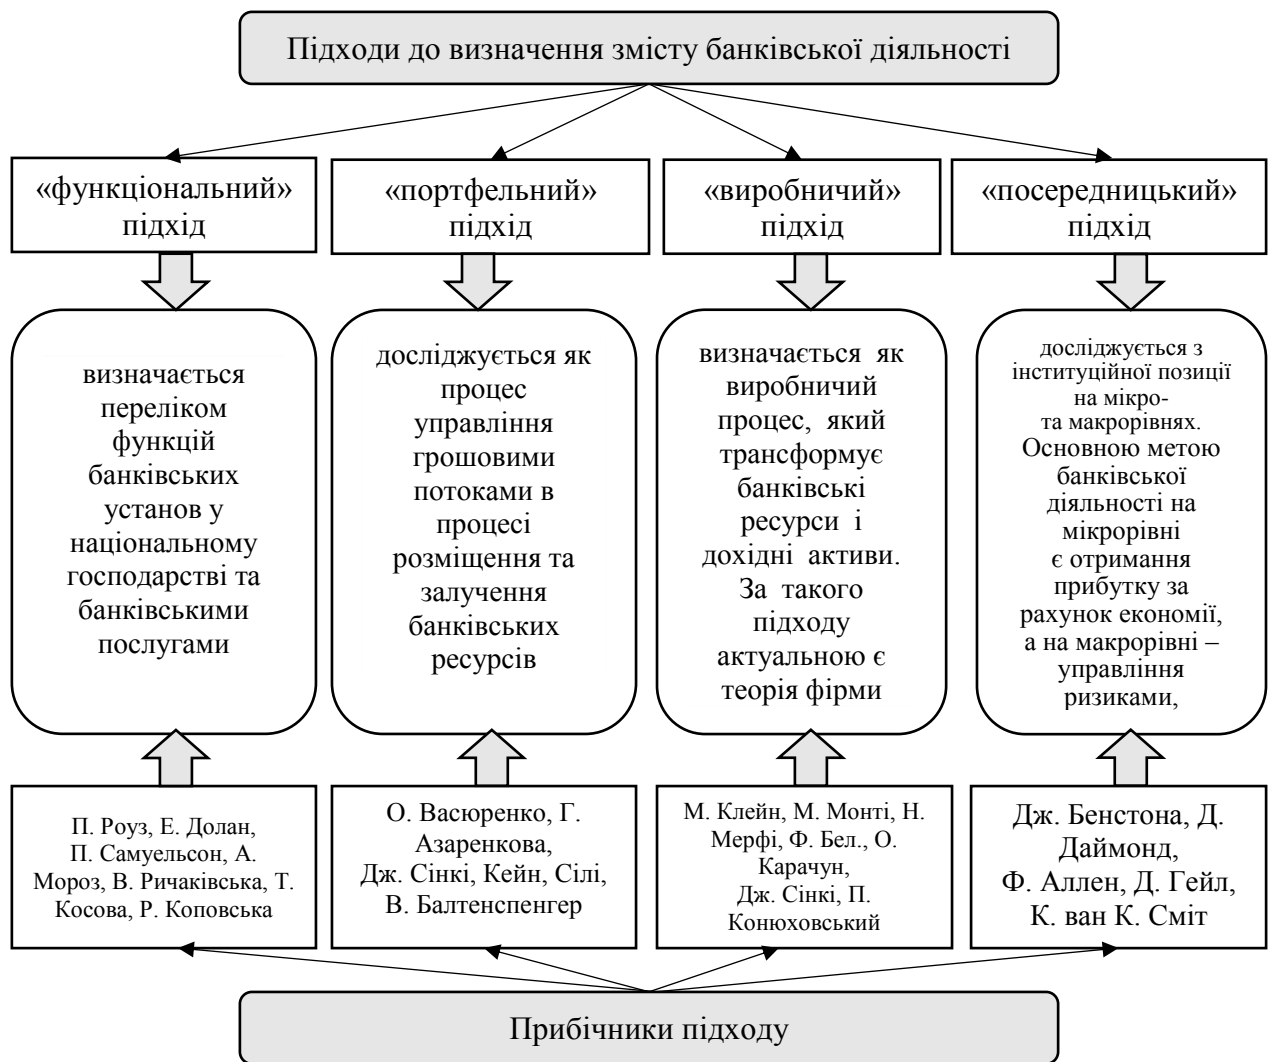 Підходи до визначення змісту банківської діяльності
«функціональний»
підхід
«портфельний»
підхід
«виробничий»
підхід
«посередницький»
підхід
визначається
переліком
функцій
банківських
установ у
національному
господарстві та
банківськими
послугами
досліджується як
процес
управління
грошовими
потоками в
процесі
розміщення та
залучення
банківських
ресурсів
визначається як
виробничий
процес, який
трансформує
банківські
ресурси і
дохідні активи.
За такого
підходу
актуальною є
теорія фірми
досліджується з
інституційної позиції
на мікро-
та макрорівнях.
Основною метою
банківської
діяльності на
мікрорівні
є отримання
прибутку за
рахунок економії,
а на макрорівні –
управління
ризиками,
П. Роуз, Е. Долан,
П. Самуельсон, А.
Мороз, В. Ричаківська, Т.
Косова, Р. Коповська
О. Васюренко, Г.
Азаренкова,
Дж. Сінкі, Кейн, Сілі,
В. Балтенспенгер
М. Клейн, М. Монті, Н.
Мерфі, Ф. Бел., О.
Карачун,
Дж. Сінкі, П.
Конюховський
Дж. Бенстона, Д.
Даймонд,
Ф. Аллен, Д. Гейл,
К. ван К. Сміт
Прибічники підходу